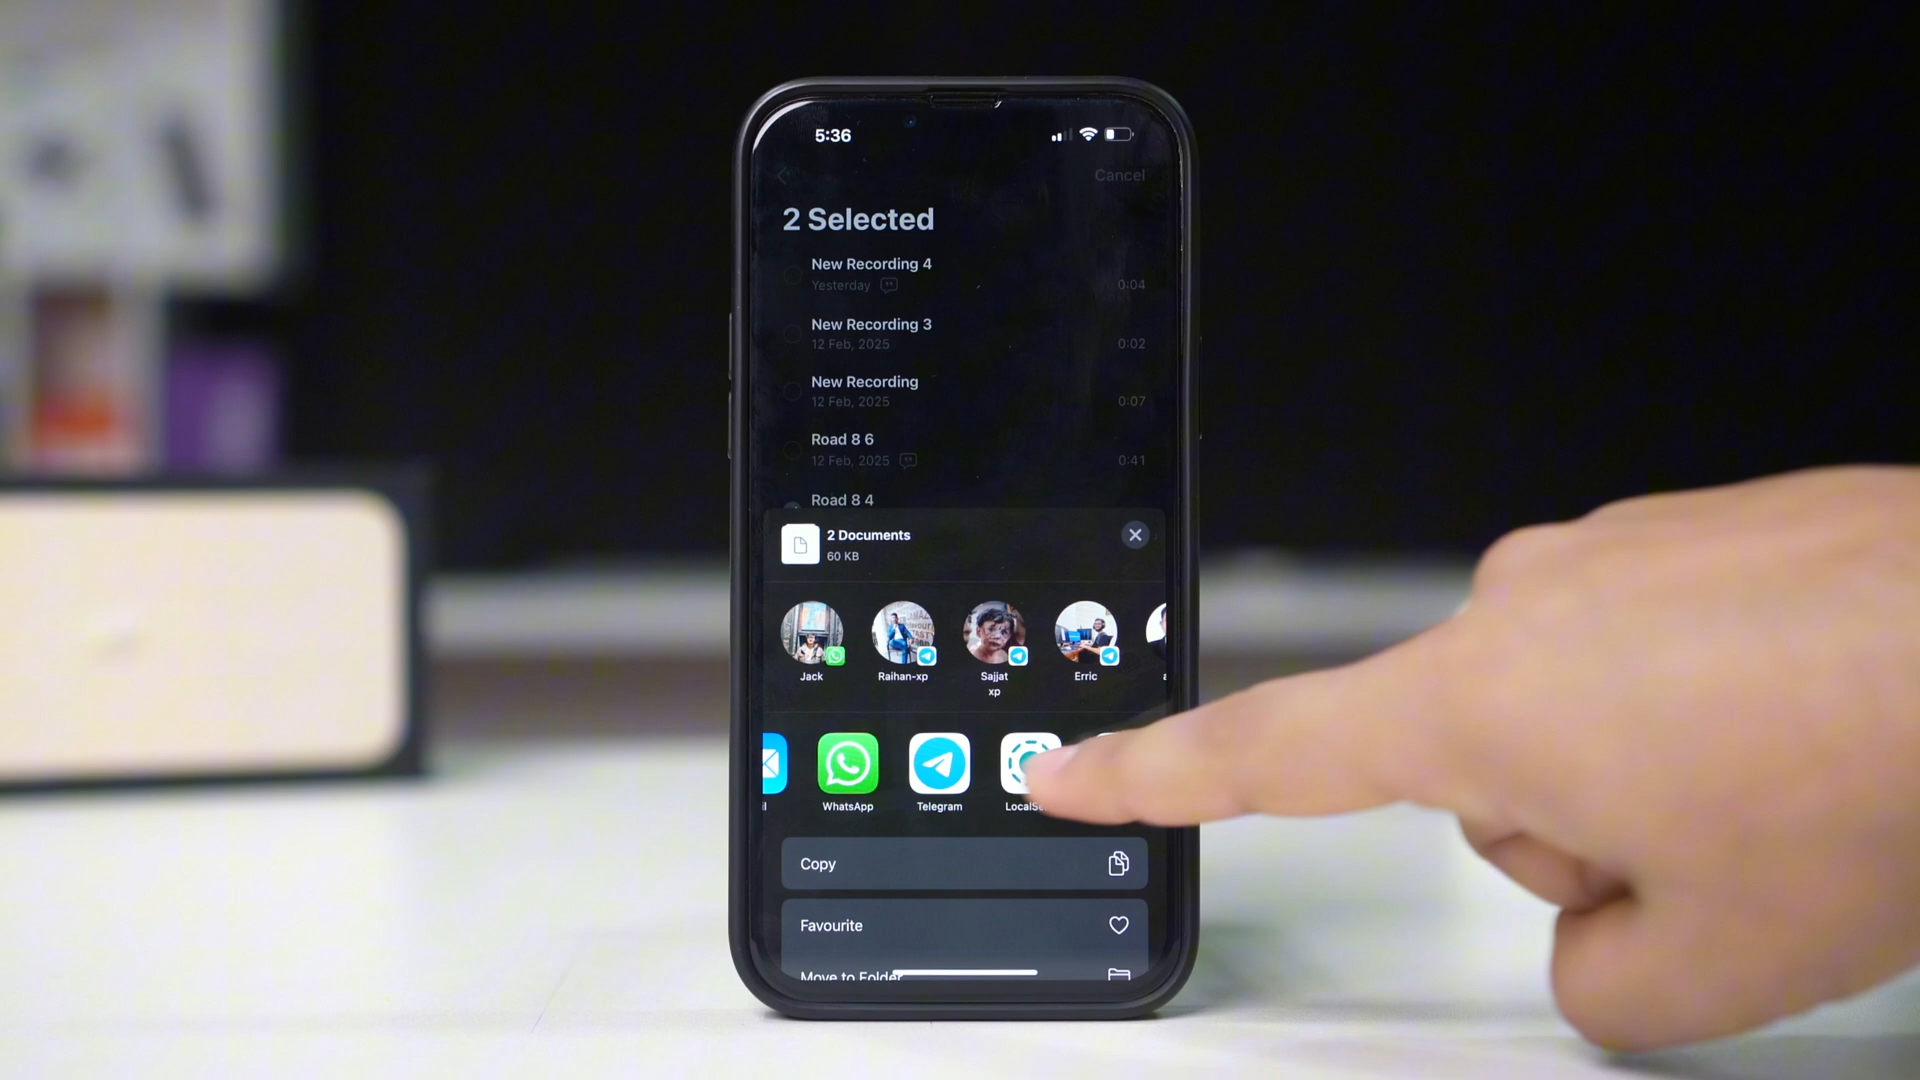 5:36
Cancel
2 Selected
New Recording 4
Yesterday
0:04
New Recording 3
12 Feb, 2025
0:02
New Recording
12 Feb, 2025
0:07
Road 8 6
12 Feb, 2025
0:41
Road 8 4
2 Documents
60 KB
Jack
Raihan-xp
Sajjat
xp
Erric
WhatsApp
Telegram
LocalSe
Copy
Favourite
Move to Folder